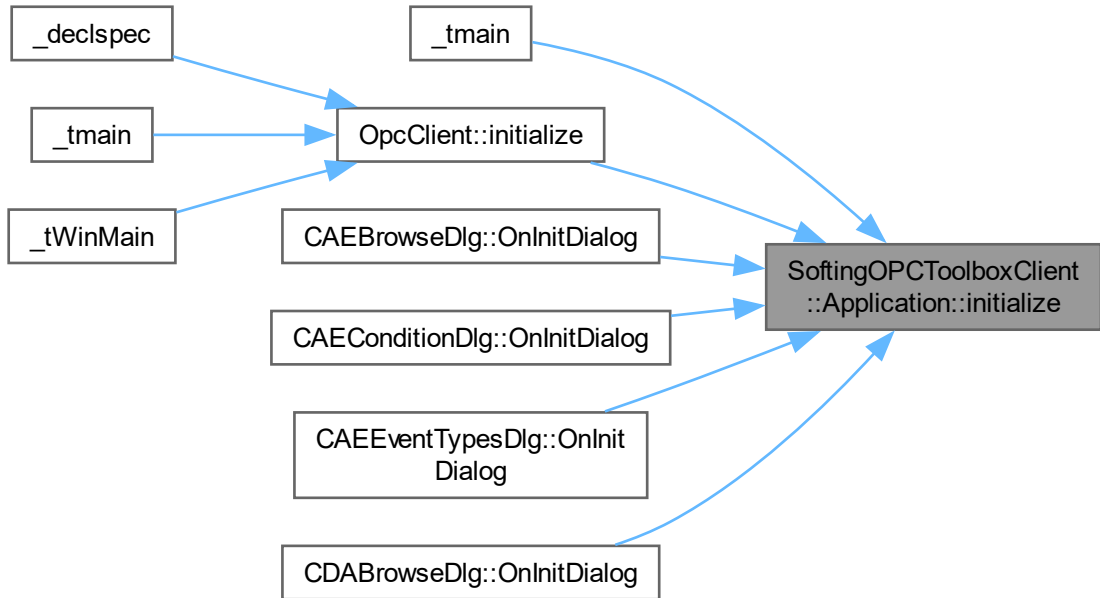 _declspec
_tmain
_tmain
OpcClient::initialize
_tWinMain
CAEBrowseDlg::OnInitDialog
SoftingOPCToolboxClient
::Application::initialize
CAEConditionDlg::OnInitDialog
CAEEventTypesDlg::OnInit
Dialog
CDABrowseDlg::OnInitDialog